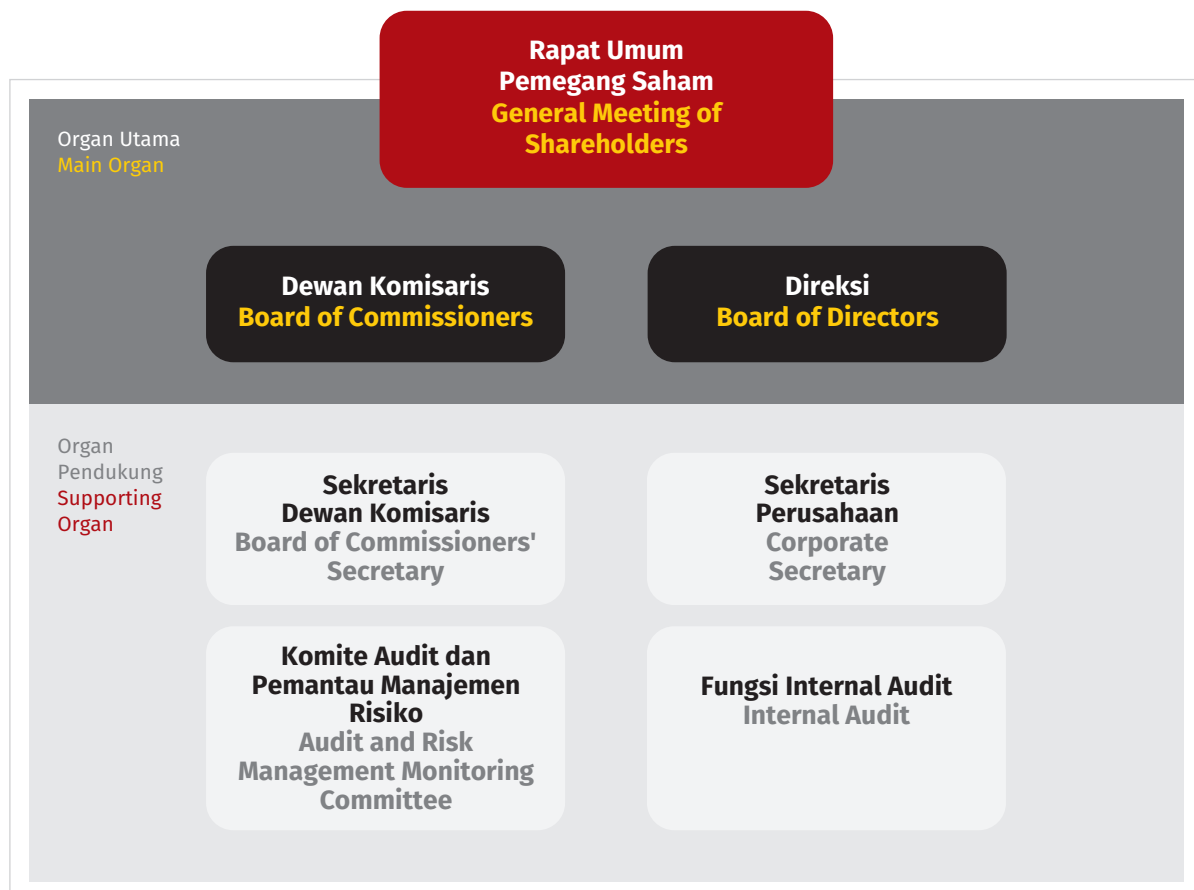 Rapat Umum
Pemegang Saham
General Meeting of
Shareholders
Organ Utama
Main Organ
Dewan Komisaris
Board of Commissioners
Direksi
Board of Directors
Organ
Pendukung
Supporting
Organ
Sekretaris
Dewan Komisaris
Board of Commissioners'
Secretary
Sekretaris
Perusahaan
Corporate
Secretary
Komite Audit dan
Pemantau Manajemen
Risiko
Audit and Risk
Management Monitoring
Committee
Fungsi Internal Audit
Internal Audit